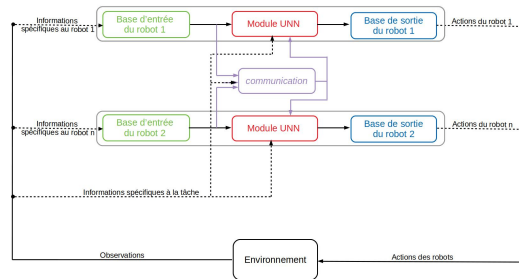 Informations
spécifiques au robot 1
Base d'entrée
du robot 1
Module UNN
Base de sortie
du robot 1
Actions du robot 1
communication
Informations
spécifiques au robot n
Base d'entrée
du robot 2
Module UNN
Base de sortie
du robot 2
Actions du robot n
Informations spécifiques à la tâche
Observations
Environnement
Actions des robots